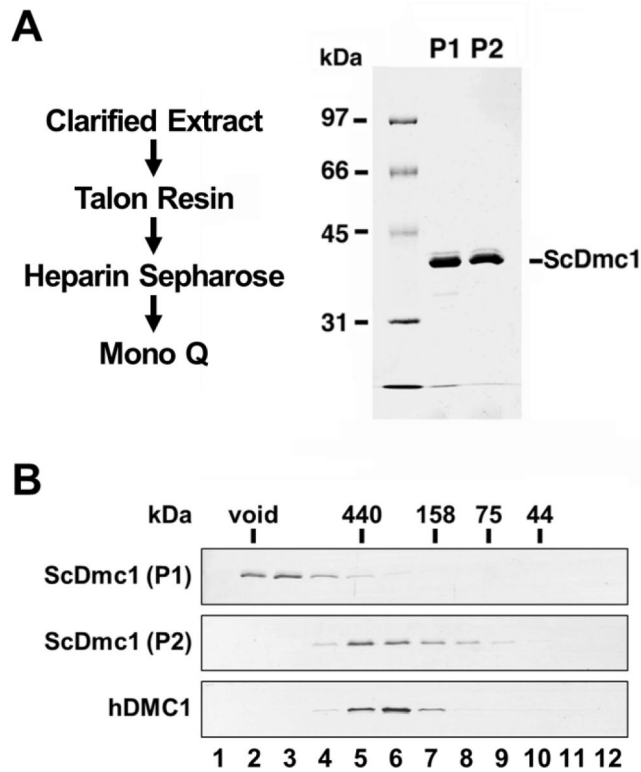 A
Clarified Extract
Talon Resin
Heparin Sepharose
Mono Q
kDa P1 P2
97
66
45
31
ScDmc1
B
kDa void 440 158 75 44
ScDmc1 (P1)
ScDmc1 (P2)
hDMC1
1 2 3 4 5 6 7 8 9 10 11 12